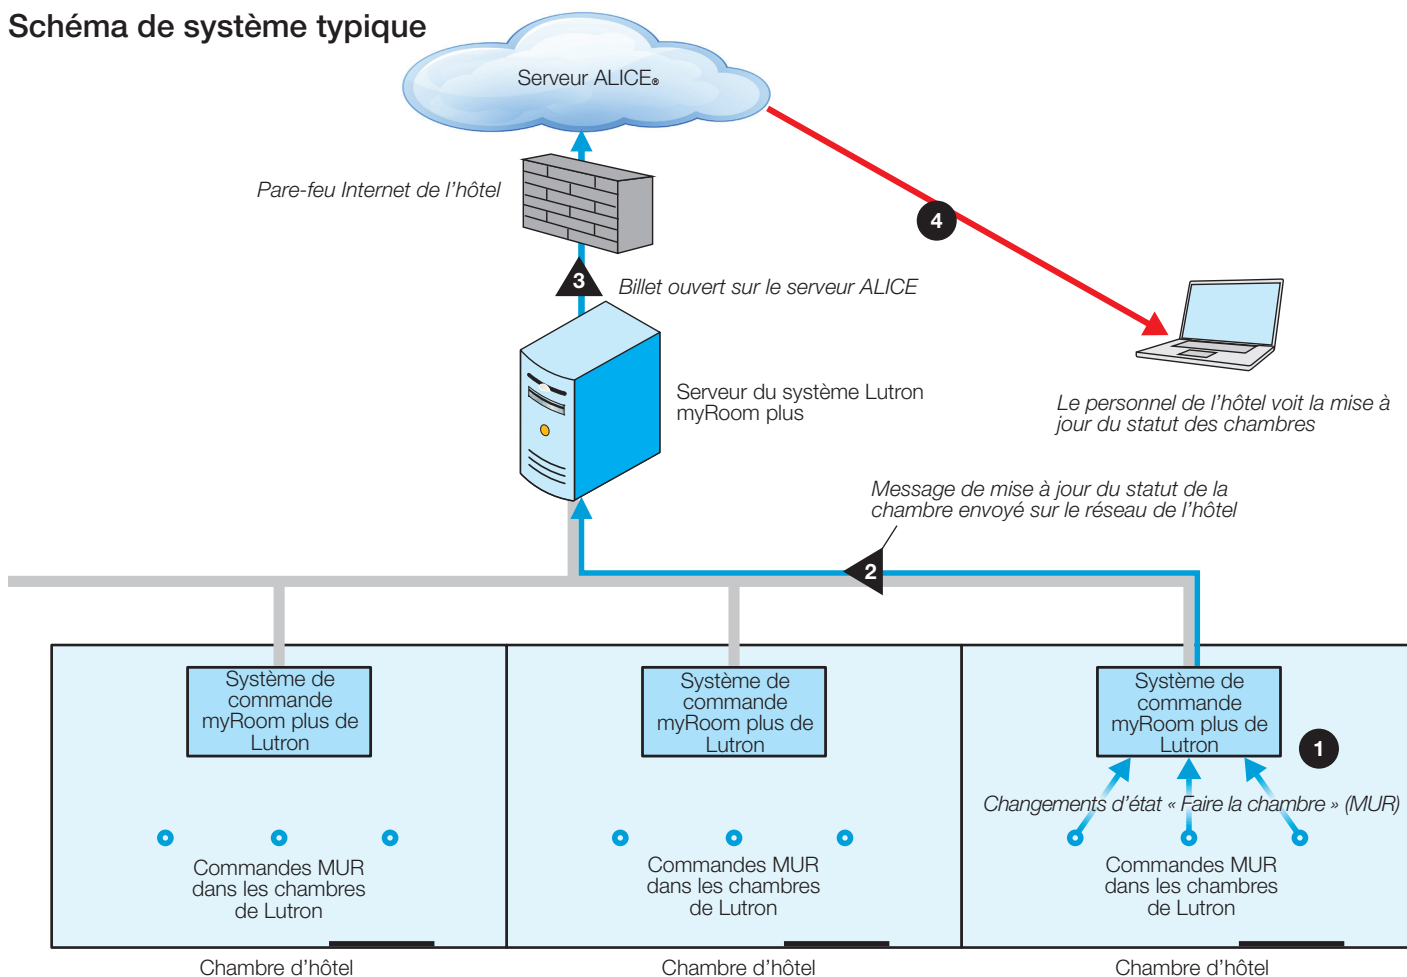 Schéma de système typique
Serveur ALICE®
Pare-feu Internet de l’hôtel
4
3
Billet ouvert sur le serveur ALICE
Serveur du système Lutron
myRoom plus
Le personnel de l’hôtel voit la mise à
jour du statut des chambres
Message de mise à jour du statut de la
chambre envoyé sur le réseau de l’hôtel
2
Système de
commande
myRoom plus de
Lutron
Commandes MUR
dans les chambres
de Lutron
Chambre d’hôtel
Système de
commande
myRoom plus de
Lutron
Commandes MUR
dans les chambres
de Lutron
Chambre d’hôtel
Système de
commande
myRoom plus de
Lutron
1
Changements d’état « Faire la chambre » (MUR)
Commandes MUR
dans les chambres
de Lutron
Chambre d’hôtel